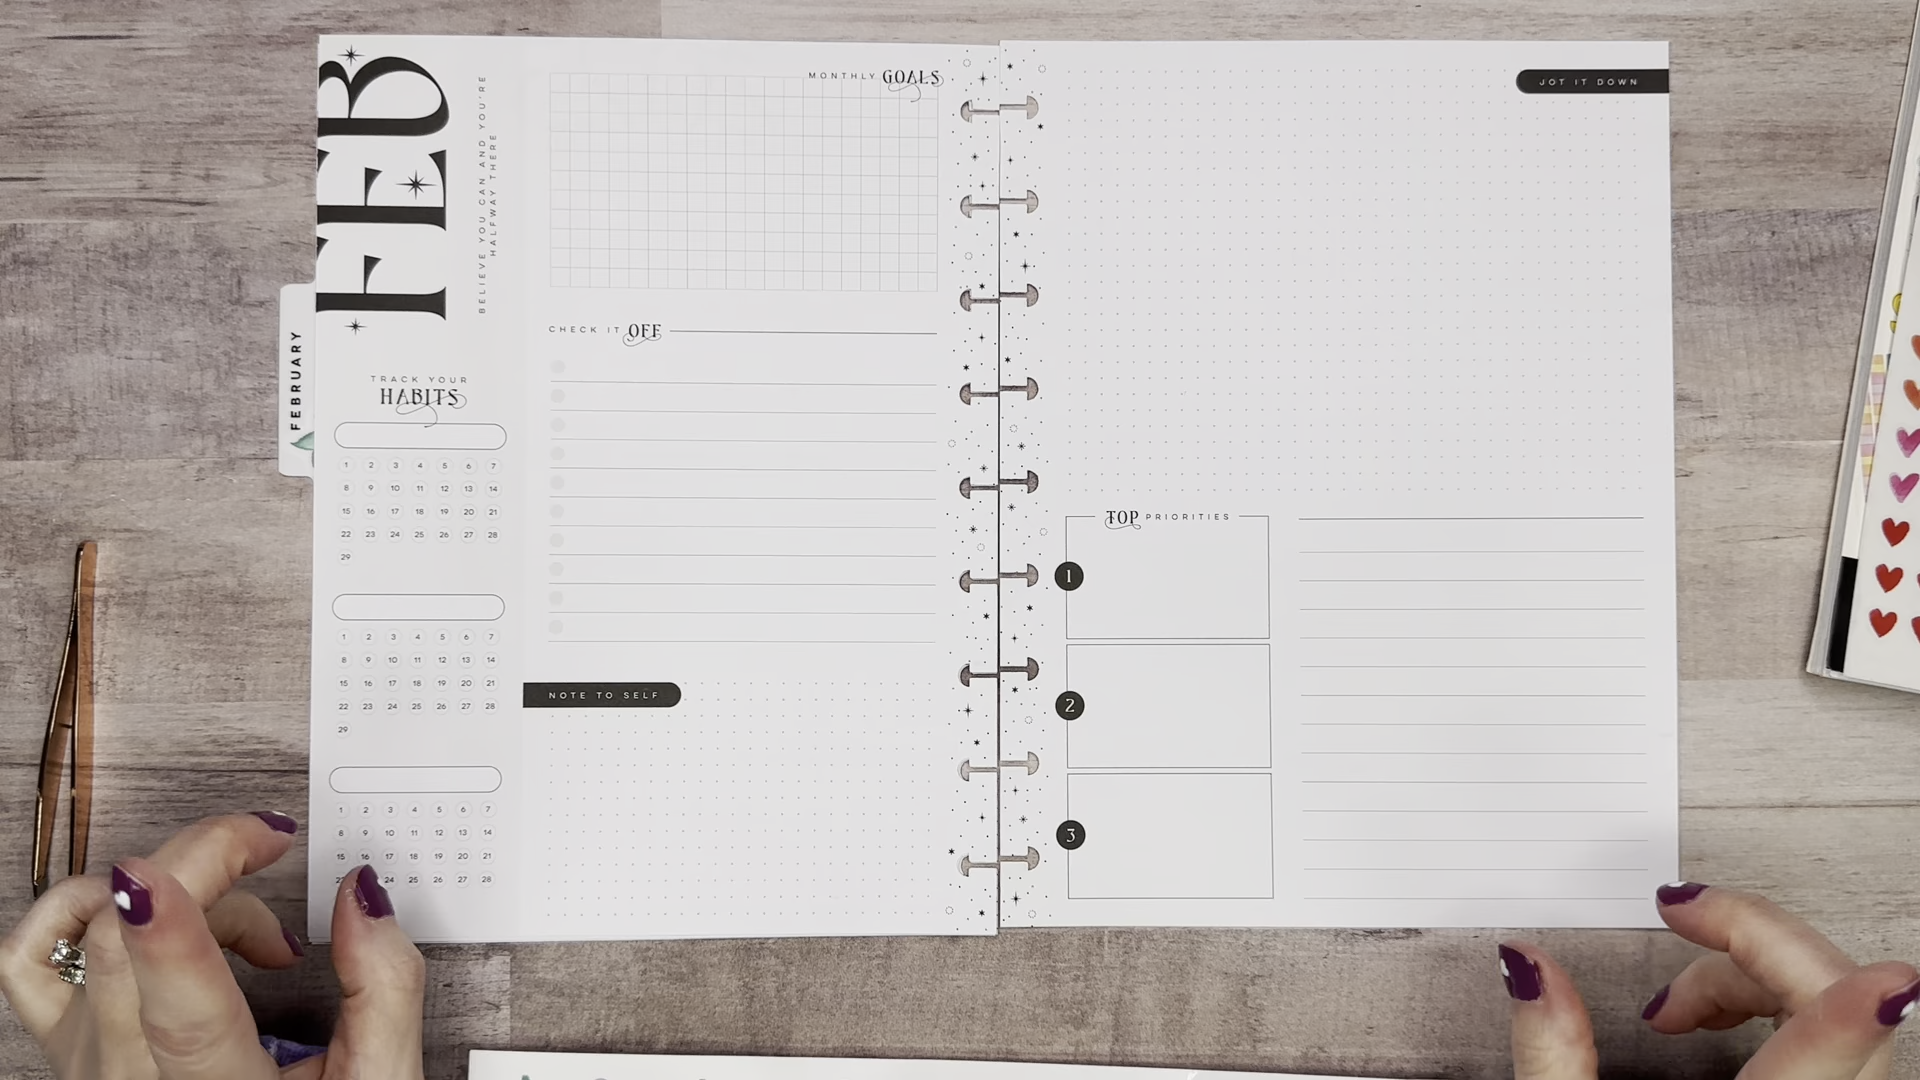 FEB
BELIEVE YOU CAN AND YOU'RE
HALFWAY THERE
FEBRUARY
TRACK YOUR
HABITS
1 2 3 4 5 6 7
8 9 10 11 12 13 14
15 16 17 18 19 20 21
22 23 24 25 26 27 28
29
1 2 3 4 5 6 7
8 9 10 11 12 13 14
15 16 17 18 19 20 21
22 23 24 25 26 27 28
29
1 2 3 4 5 6 7
8 9 10 11 12 13 14
15 16 17 18 19 20 21
24 25 26 27 28
MONTHLY GOALS
CHECK IT OFF
NOTE TO SELF
JOT IT DOWN
TOP PRIORITIES
1
2
3